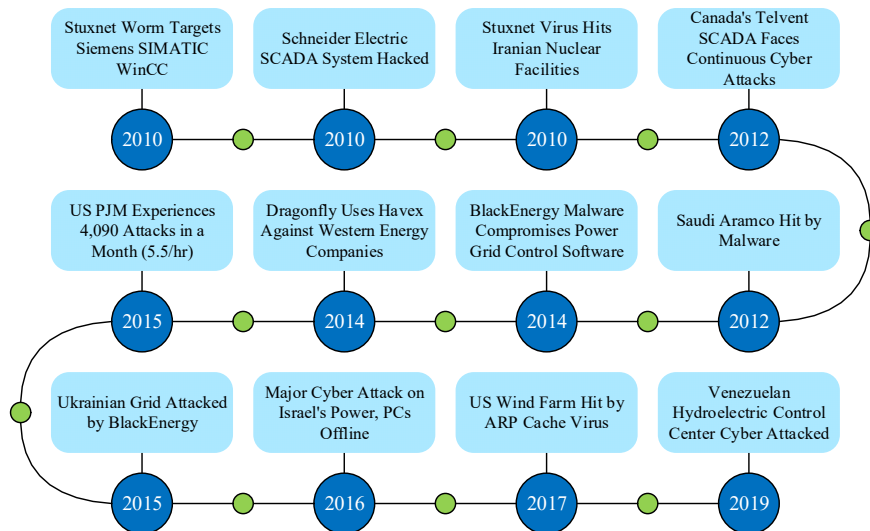 Stuxnet Worm Targets
Siemens SIMATIC
WinCC
Schneider Electric
SCADA System Hacked
Stuxnet Virus Hits
Iranian Nuclear
Facilities
Canada's Telvent
SCADA Faces
Continuous Cyber
Attacks
2010
2010
2010
2012
US PJM Experiences
4,090 Attacks in a
Month (5.5/hr)
Dragonfly Uses Havex
Against Western Energy
Companies
BlackEnergy Malware
Compromises Power
Grid Control Software
Saudi Aramco Hit by
Malware
2015
2014
2014
2012
Ukrainian Grid Attacked
by BlackEnergy
Major Cyber Attack on
Israel's Power, PCs
Offline
US Wind Farm Hit by
ARP Cache Virus
Venezuelan
Hydroelectric Control
Center Cyber Attacked
2015
2016
2017
2019